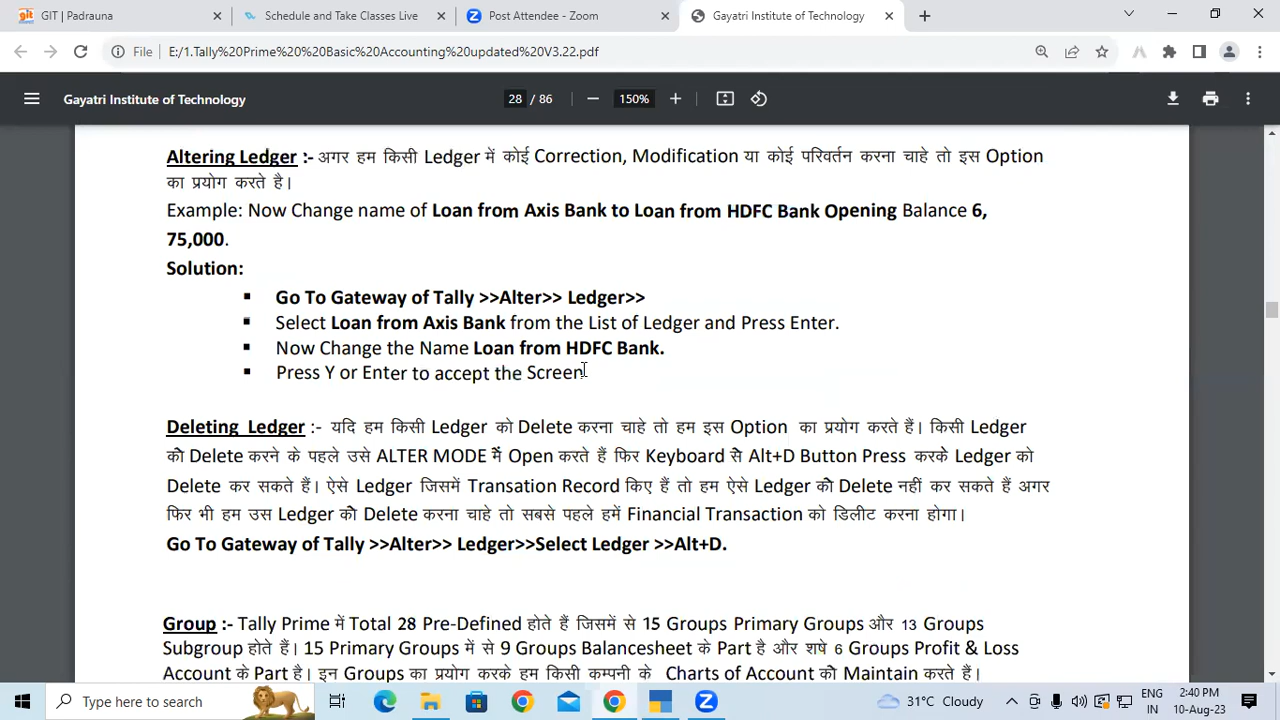 GIT | Padrauna
Schedule and Take Classes Live
Post Attendee - Zoom
Gayatri Institute of Technology
File
E:/1.Tally%20Prime%20%20Basic%20Accounting%20updated%20V3.22.pdf
Gayatri Institute of Technology
28 / 86
150%
Altering Ledger :- अगर हम किसी Ledger में कोई Correction, Modification या कोई परिवर्तन करना चाहे तो इस Option
का प्रयोग करते है।
Example: Now Change name of Loan from Axis Bank to Loan from HDFC Bank Opening Balance 6,
75,000.
Solution:
▪ Go To Gateway of Tally >>Alter>> Ledger>>
▪ Select Loan from Axis Bank from the List of Ledger and Press Enter.
▪ Now Change the Name Loan from HDFC Bank.
▪ Press Y or Enter to accept the Screen.
Deleting Ledger :- यदि हम किसी Ledger को Delete करना चाहे तो हम इस Option का प्रयोग करते हैं। किसी Ledger
को Delete करने के पहले उसे ALTER MODE में Open करते हैं फिर Keyboard से Alt+D Button Press करके Ledger को
Delete कर सकते हैं। ऐसे Ledger जिसमें Transation Record किए हैं तो हम ऐसे Ledger को Delete नहीं कर सकते हैं अगर
फिर भी हम उस Ledger को Delete करना चाहे तो सबसे पहले हमें Financial Transaction को डिलीट करना होगा।
Go To Gateway of Tally >>Alter>> Ledger>>Select Ledger >>Alt+D.
Group :- Tally Prime में Total 28 Pre-Defined होते हैं जिसमें से 15 Groups Primary Groups और 13 Groups
Subgroup होते हैं। 15 Primary Groups में से 9 Groups Balancesheet के Part है और शषे 6 Groups Profit & Loss
Account के Part है। इन Groups का प्रयोग करके हम किसी कम्पनी के Charts of Account को Maintain करते हैं।
Type here to search
31°C Cloudy
ENG
IN
2:40 PM
10-Aug-23